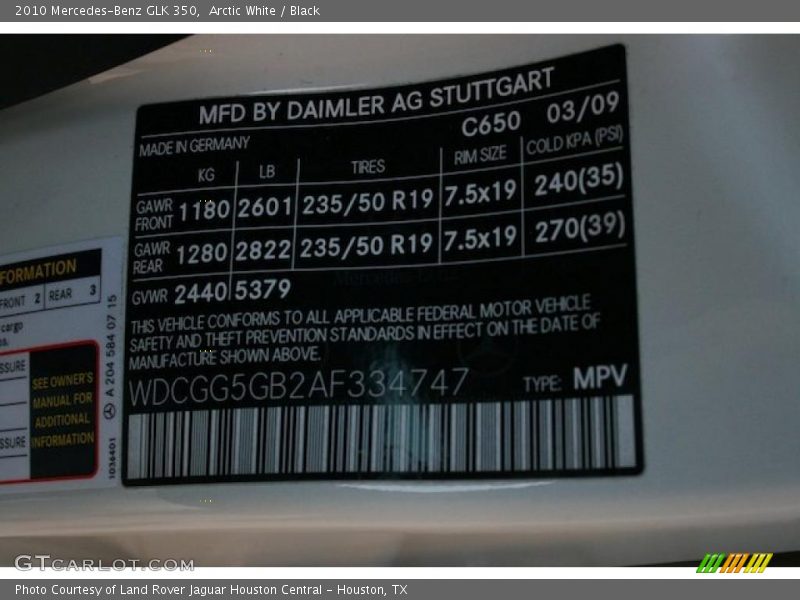 2010 Mercedes-Benz GLK 350, Arctic White / Black
MFD BY DAIMLER AG STUTTGART
MADE IN GERMANY C650 03/09
KG LB TIRES RIM SIZE COLD KPA (PSI)
GAWR FRONT 1180 2601 235/50 R19 7.5x19 240(35)
GAWR REAR 1280 2822 235/50 R19 7.5x19 270(39)
GVWR 2440 5379
THIS VEHICLE CONFORMS TO ALL APPLICABLE FEDERAL MOTOR VEHICLE
SAFETY AND THEFT PREVENTION STANDARDS IN EFFECT ON THE DATE OF
MANUFACTURE SHOWN ABOVE.
WDCGG5GB2AF334747 TYPE: MPV
FORMATION
FRONT 2 REAR 3
cargo
SSURE
SSURE
SEE OWNER'S
MANUAL FOR
ADDITIONAL
INFORMATION
A 204 584 07 15
1036401
GTCARLOT.COM
Photo Courtesy of Land Rover Jaguar Houston Central - Houston, TX